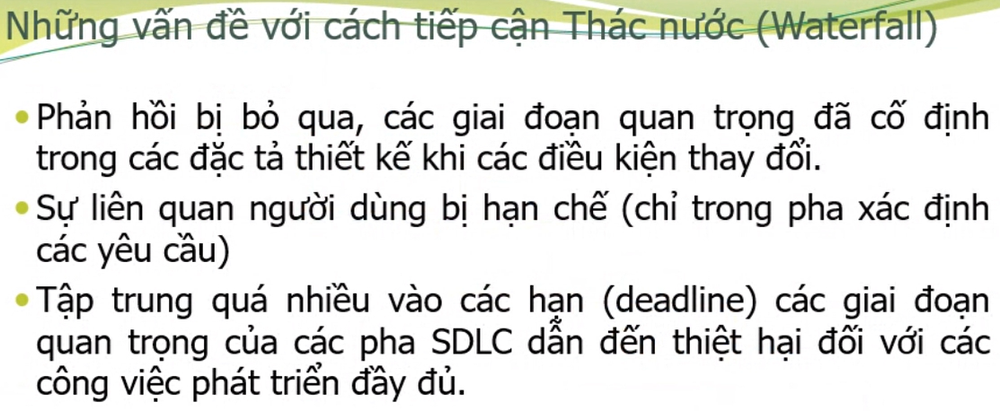 Những vấn đề với cách tiếp cận Thác nước (Waterfall)
• Phản hồi bị bỏ qua, các giai đoạn quan trọng đã cố định
trong các đặc tả thiết kế khi các điều kiện thay đổi.
• Sự liên quan người dùng bị hạn chế (chỉ trong pha xác định
các yêu cầu)
• Tập trung quá nhiều vào các hạn (deadline) các giai đoạn
quan trọng của các pha SDLC dẫn đến thiệt hại đối với các
công việc phát triển đầy đủ.